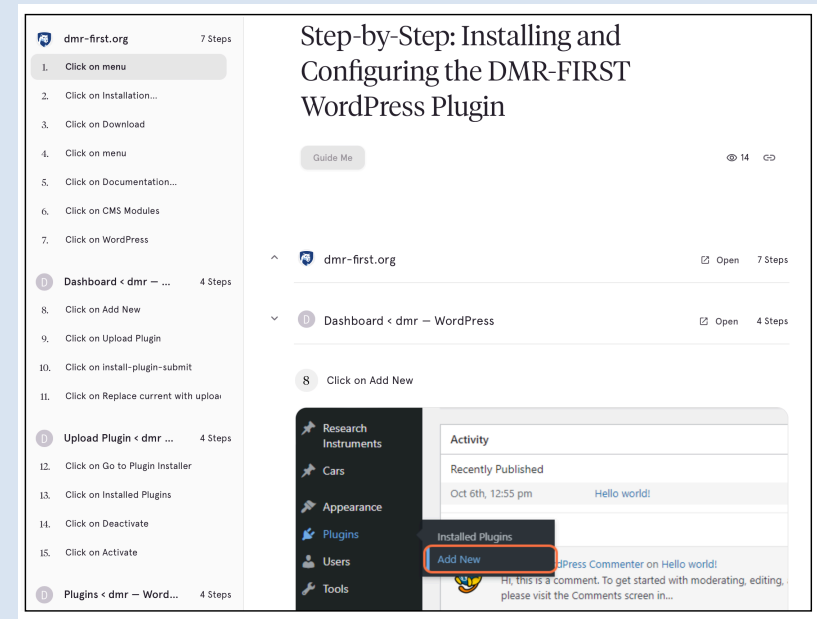 dmr-first.org 7 Steps
1. Click on menu
2. Click on Installation...
3. Click on Download
4. Click on menu
5. Click on Documentation...
6. Click on CMS Modules
7. Click on WordPress
D Dashboard < dmr — ... 4 Steps
8. Click on Add New
9. Click on Upload Plugin
10. Click on install-plugin-submit
11. Click on Replace current with uploa
D Upload Plugin < dmr ... 4 Steps
12. Click on Go to Plugin Installer
13. Click on Installed Plugins
14. Click on Deactivate
15. Click on Activate
D Plugins < dmr — Word... 4 Steps
Step-by-Step: Installing and
Configuring the DMR-FIRST
WordPress Plugin
Guide Me 14
dmr-first.org Open 7 Steps
D Dashboard < dmr — WordPress Open 4 Steps
8 Click on Add New
Research
Instruments
Cars
Appearance
Plugins
Users
Tools
Installed Plugins
Add New
Activity
Recently Published
Oct 6th, 12:55 pm Hello world!
dPress Commenter on Hello world!
Hi, this is a comment. To get started with moderating, editing,
please visit the Comments screen in...